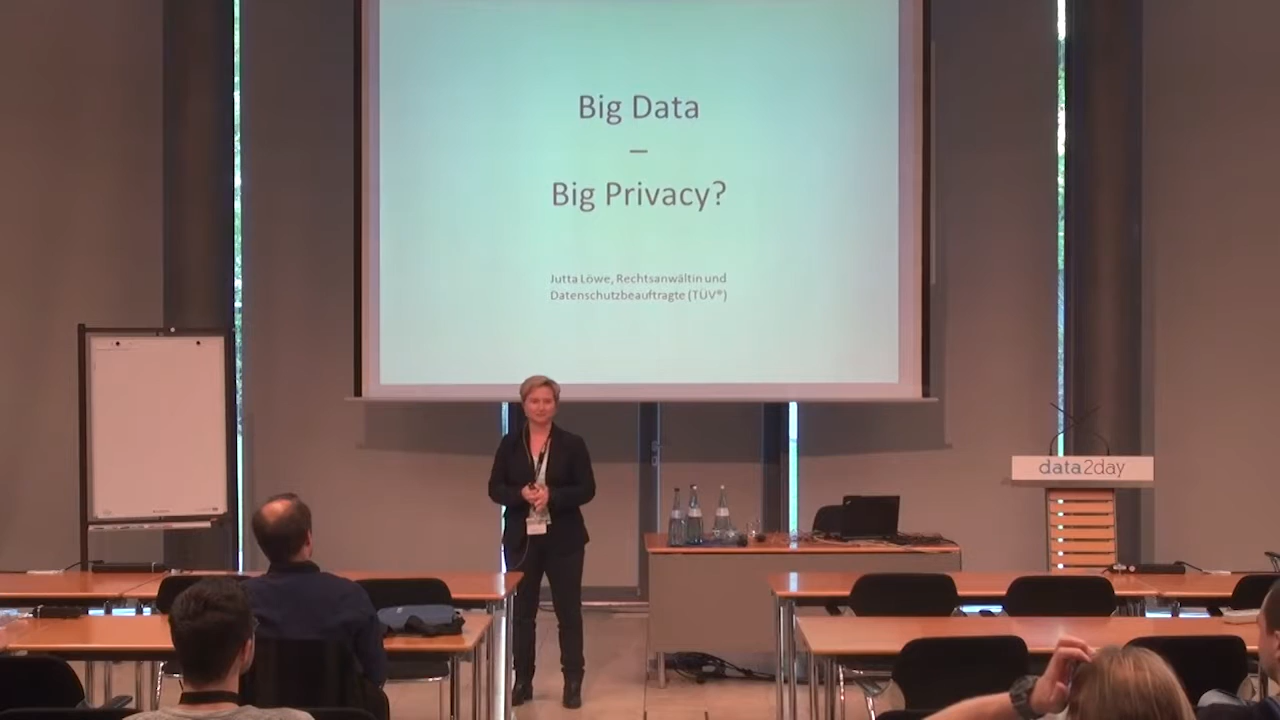 Big Data
–
Big Privacy?
Jutta Löwe, Rechtsanwältin und
Datenschutzbeauftragte (TÜV®)
data2day